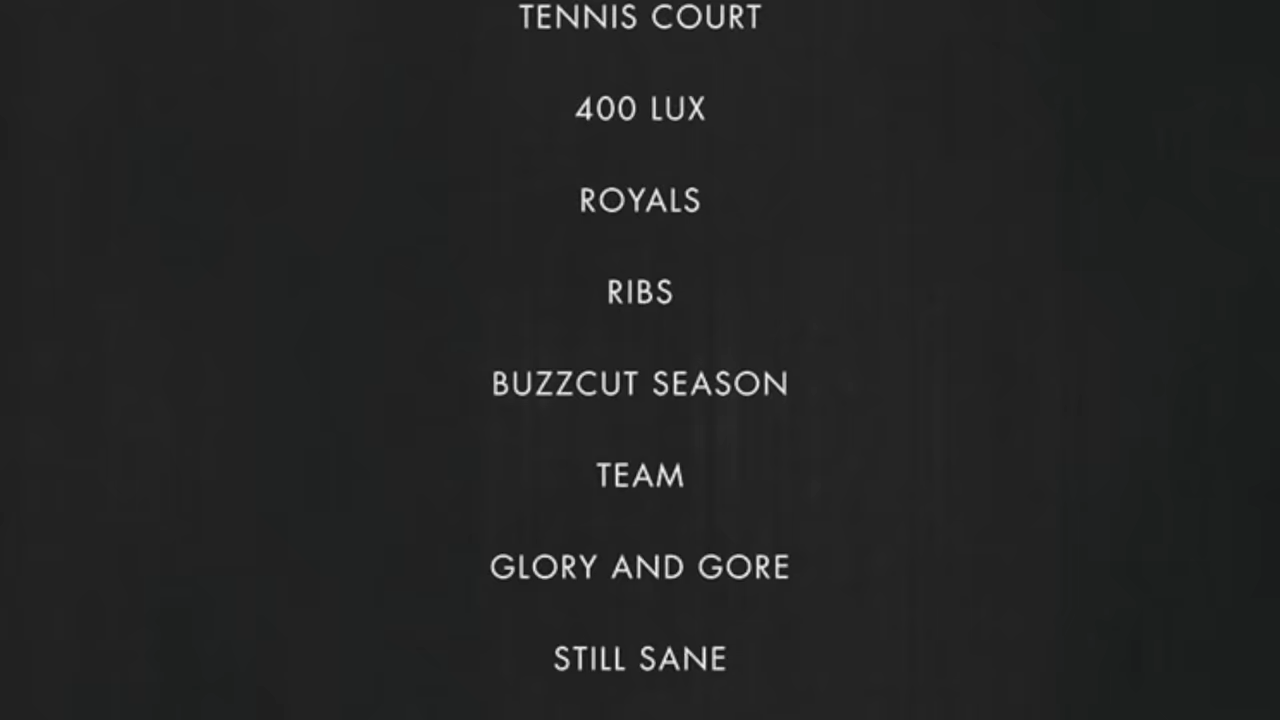 TENNIS COURT
400 LUX
ROYALS
RIBS
BUZZCUT SEASON
TEAM
GLORY AND GORE
STILL SANE